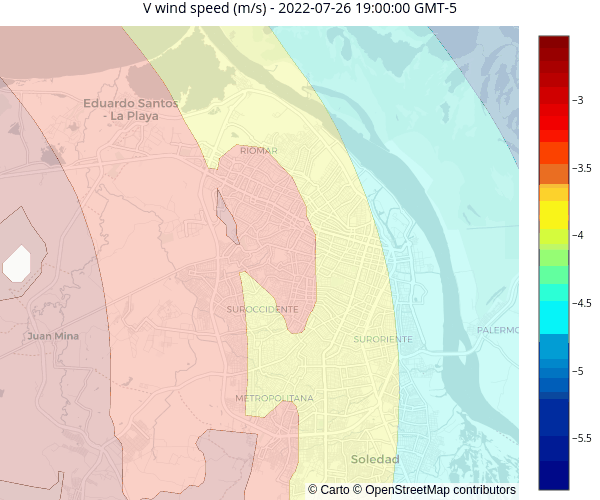 V wind speed (m/s) - 2022-07-26 19:00:00 GMT-5
Eduardo Santos
- La Playa
RIOMAR
SUROCCIDENTE
Juan Mina
SURORIENTE
PALERMO
METROPOLITANA
Soledad
© Carto © OpenStreetMap contributors
−3
−3.5
−4
−4.5
−5
−5.5